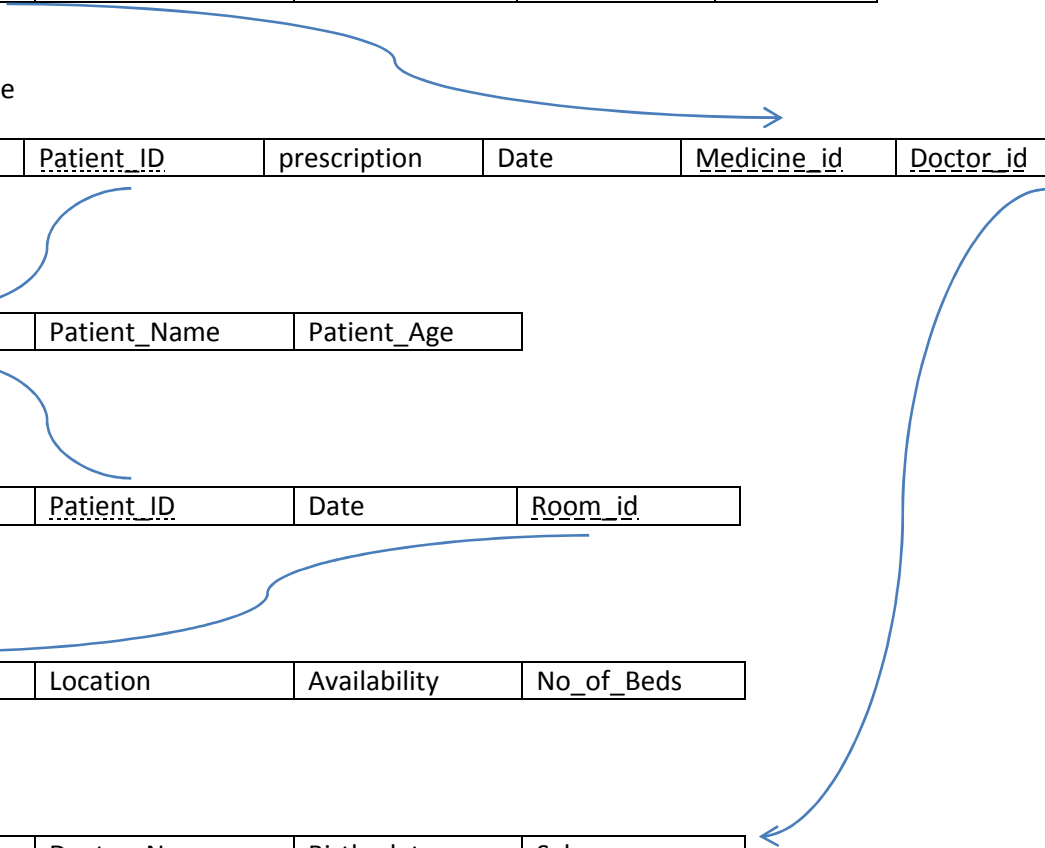 e
Patient_ID prescription Date Medicine_id Doctor_id
Patient_Name Patient_Age
Patient_ID Date Room_id
Location Availability No_of_Beds